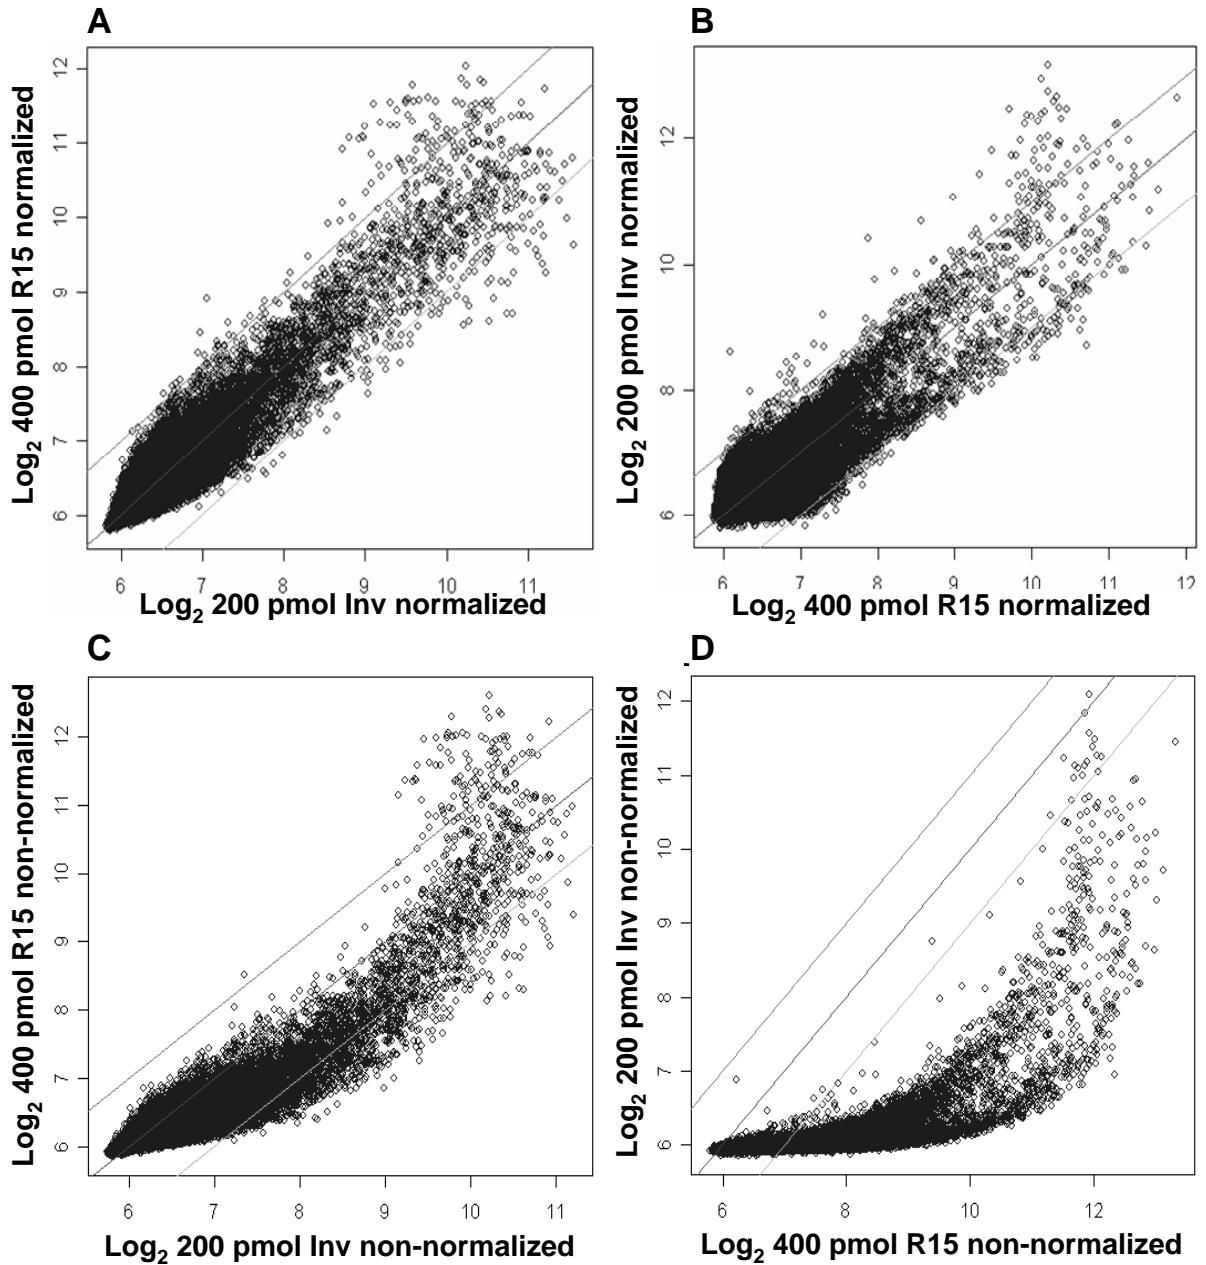 A
B
Log2 400 pmol R15 normalized
12
11
10
9
8
7
6
6 7 8 9 10 11
Log2 200 pmol Inv normalized
Log2 200 pmol Inv normalized
12
10
8
6
6 7 8 9 10 11 12
Log2 400 pmol R15 normalized
C
D
Log2 400 pmol R15 non-normalized
12
11
10
9
8
7
6
6 7 8 9 10 11
Log2 200 pmol Inv non-normalized
Log2 200 pmol Inv non-normalized
12
11
10
9
8
7
6
6 8 10 12
Log2 400 pmol R15 non-normalized